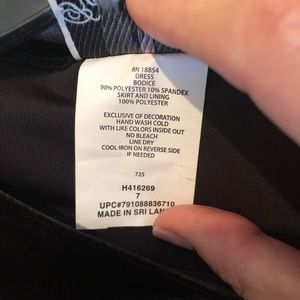 RN 18854
DRESS
BODICE
90% POLYESTER 10% SPANDEX
SKIRT AND LINING
100% POLYESTER
EXCLUSIVE OF DECORATION
HAND WASH COLD
WITH LIKE COLORS INSIDE OUT
NO BLEACH
LINE DRY
COOL IRON ON REVERSE SIDE
IF NEEDED
725
H416269
7
UPC#791088836710
MADE IN SRI LAN